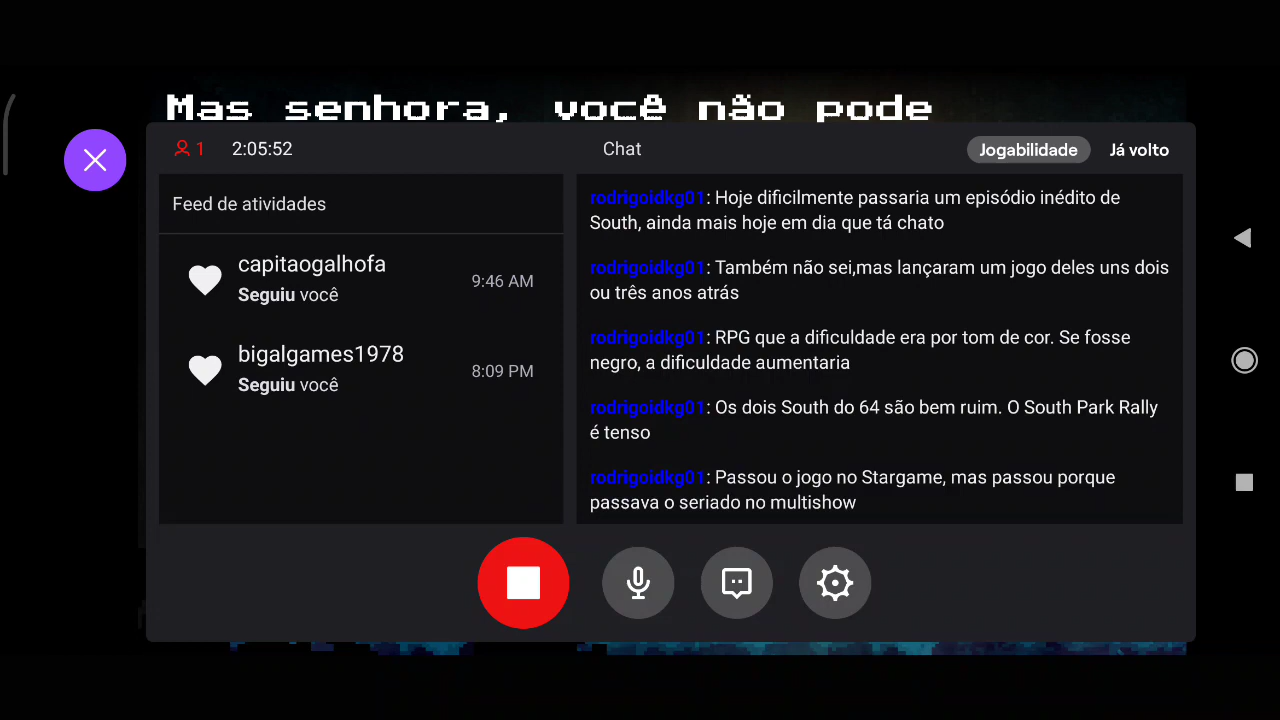 Mas senhora, você não pode
1 2:05:52 Chat Jogabilidade Já volto
Feed de atividades
capitaogalhofa
Seguiu você
9:46 AM
bigalgames1978
Seguiu você
8:09 PM
rodrigoidkg01: Hoje dificilmente passaria um episódio inédito de
South, ainda mais hoje em dia que tá chato
rodrigoidkg01: Também não sei,mas lançaram um jogo deles uns dois
ou três anos atrás
rodrigoidkg01: RPG que a dificuldade era por tom de cor. Se fosse
negro, a dificuldade aumentaria
rodrigoidkg01: Os dois South do 64 são bem ruim. O South Park Rally
é tenso
rodrigoidkg01: Passou o jogo no Stargame, mas passou porque
passava o seriado no multishow